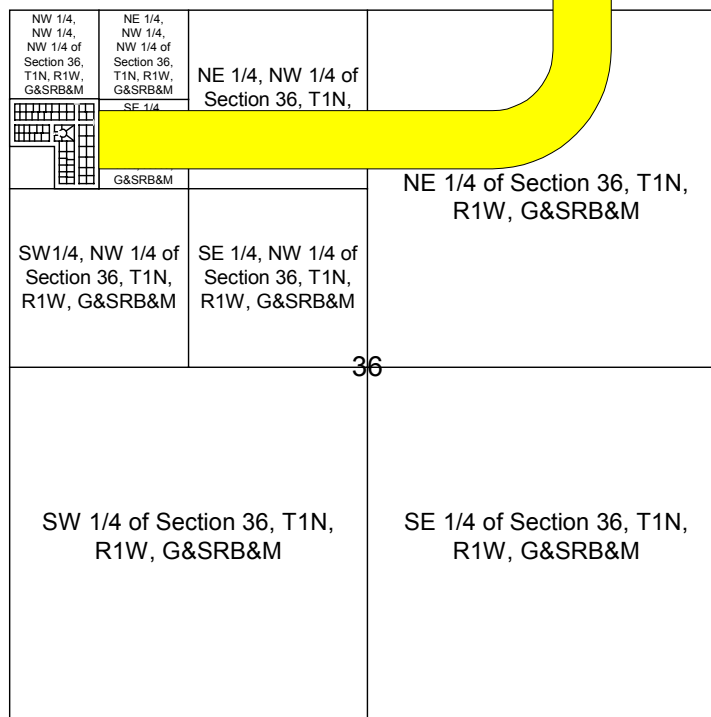 NW 1/4,
NW 1/4,
NW 1/4 of
Section 36,
T1N, R1W,
G&SRB&M
NE 1/4,
NW 1/4,
NW 1/4 of
Section 36,
T1N, R1W,
G&SRB&M
NE 1/4, NW 1/4 of
Section 36, T1N,
SE 1/4
G&SRB&M
NE 1/4 of Section 36, T1N,
R1W, G&SRB&M
SW1/4, NW 1/4 of
Section 36, T1N,
R1W, G&SRB&M
SE 1/4, NW 1/4 of
Section 36, T1N,
R1W, G&SRB&M
36
SW 1/4 of Section 36, T1N,
R1W, G&SRB&M
SE 1/4 of Section 36, T1N,
R1W, G&SRB&M